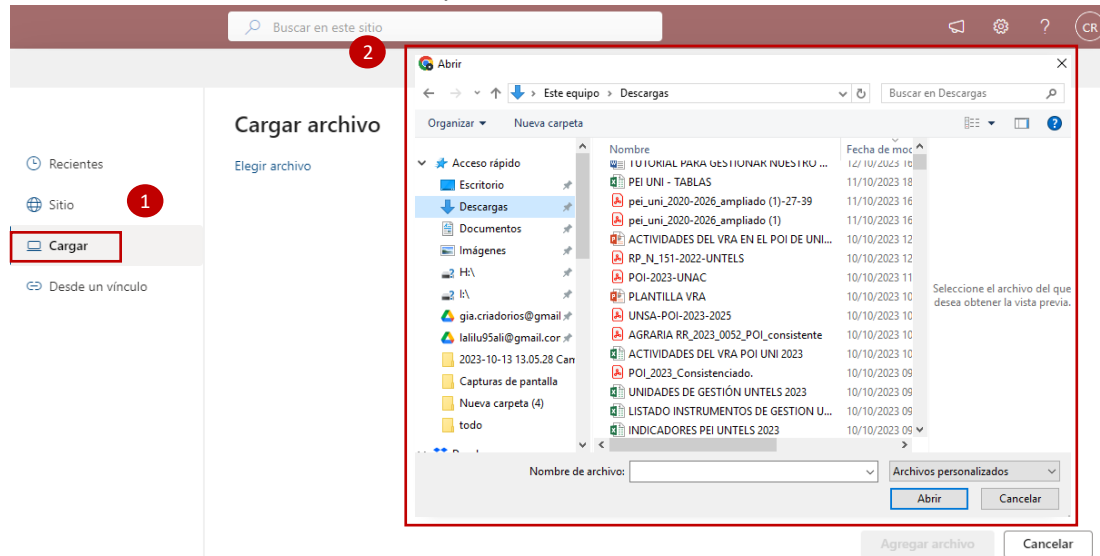 Buscar en este sitio
?
CR
2
Abrir
Este equipo > Descargas
Buscar en Descargas
Organizar
Nueva carpeta
?
Cargar archivo
Elegir archivo
Recientes
Sitio
1
Cargar
Desde un vínculo
Acceso rápido
Escritorio
Descargas
Documentos
Imágenes
H:\
I:\
gia.criadorios@gmail
lalilu95ali@gmail.cor
2023-10-13 13.05.28 Cam
Capturas de pantalla
Nueva carpeta (4)
todo
Nombre Fecha de moc
TUTORIAL PARA GESTIONAR NUESTRO ... 12/10/2023 16
PEI UNI - TABLAS 11/10/2023 18
pei_uni_2020-2026_ampliado (1)-27-39 11/10/2023 16
pei_uni_2020-2026_ampliado (1) 11/10/2023 16
ACTIVIDADES DEL VRA EN EL POI DE UNI... 10/10/2023 12
RP_N_151-2022-UNTELS 10/10/2023 12
POI-2023-UNAC 10/10/2023 11
PLANTILLA VRA 10/10/2023 10
UNSA-POI-2023-2025 10/10/2023 10
AGRARIA RR_2023_0052_POI_consistente 10/10/2023 10
ACTIVIDADES DEL VRA POI UNI 2023 10/10/2023 10
POI_2023_Consistenciado. 10/10/2023 09
UNIDADES DE GESTIÓN UNTELS 2023 10/10/2023 09
LISTADO INSTRUMENTOS DE GESTION U... 10/10/2023 09
INDICADORES PEI UNTELS 2023 10/10/2023 09
Seleccione el archivo del que
desea obtener la vista previa.
Nombre de archivo:
Archivos personalizados
Abrir
Cancelar
Agregar archivo
Cancelar